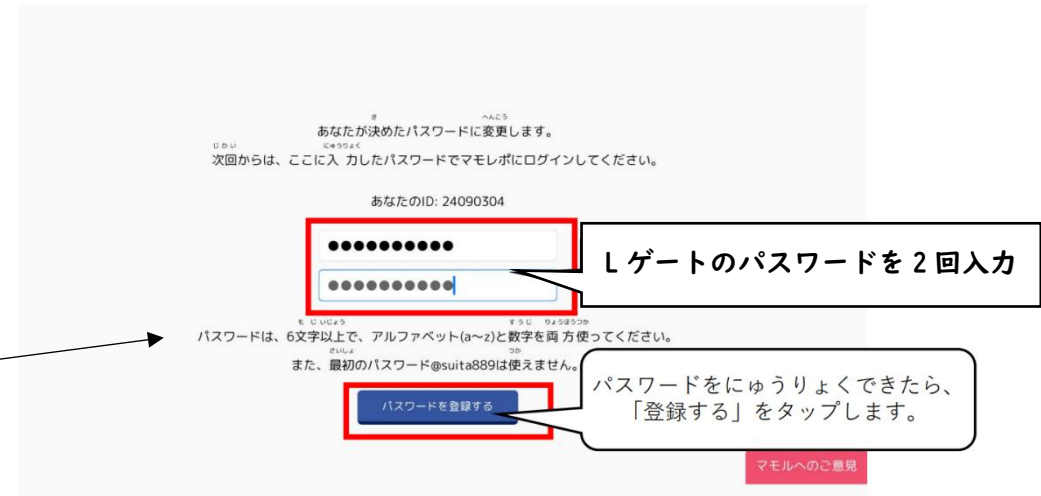 あなたが決めたパスワードに変更します。
次回からは、ここに入力したパスワードでマモレポにログインしてください。
あなたのID: 24090304
●●●●●●●●●●
●●●●●●●●●●
Lゲートのパスワードを2回入力
パスワードは、6文字以上で、アルファベット(a〜z)と数字を両方使ってください。
また、最初のパスワード@suita889は使えません。
パスワードをにゅうりょくできたら、
「登録する」をタップします。
パスワードを登録する
マモルへのご意見